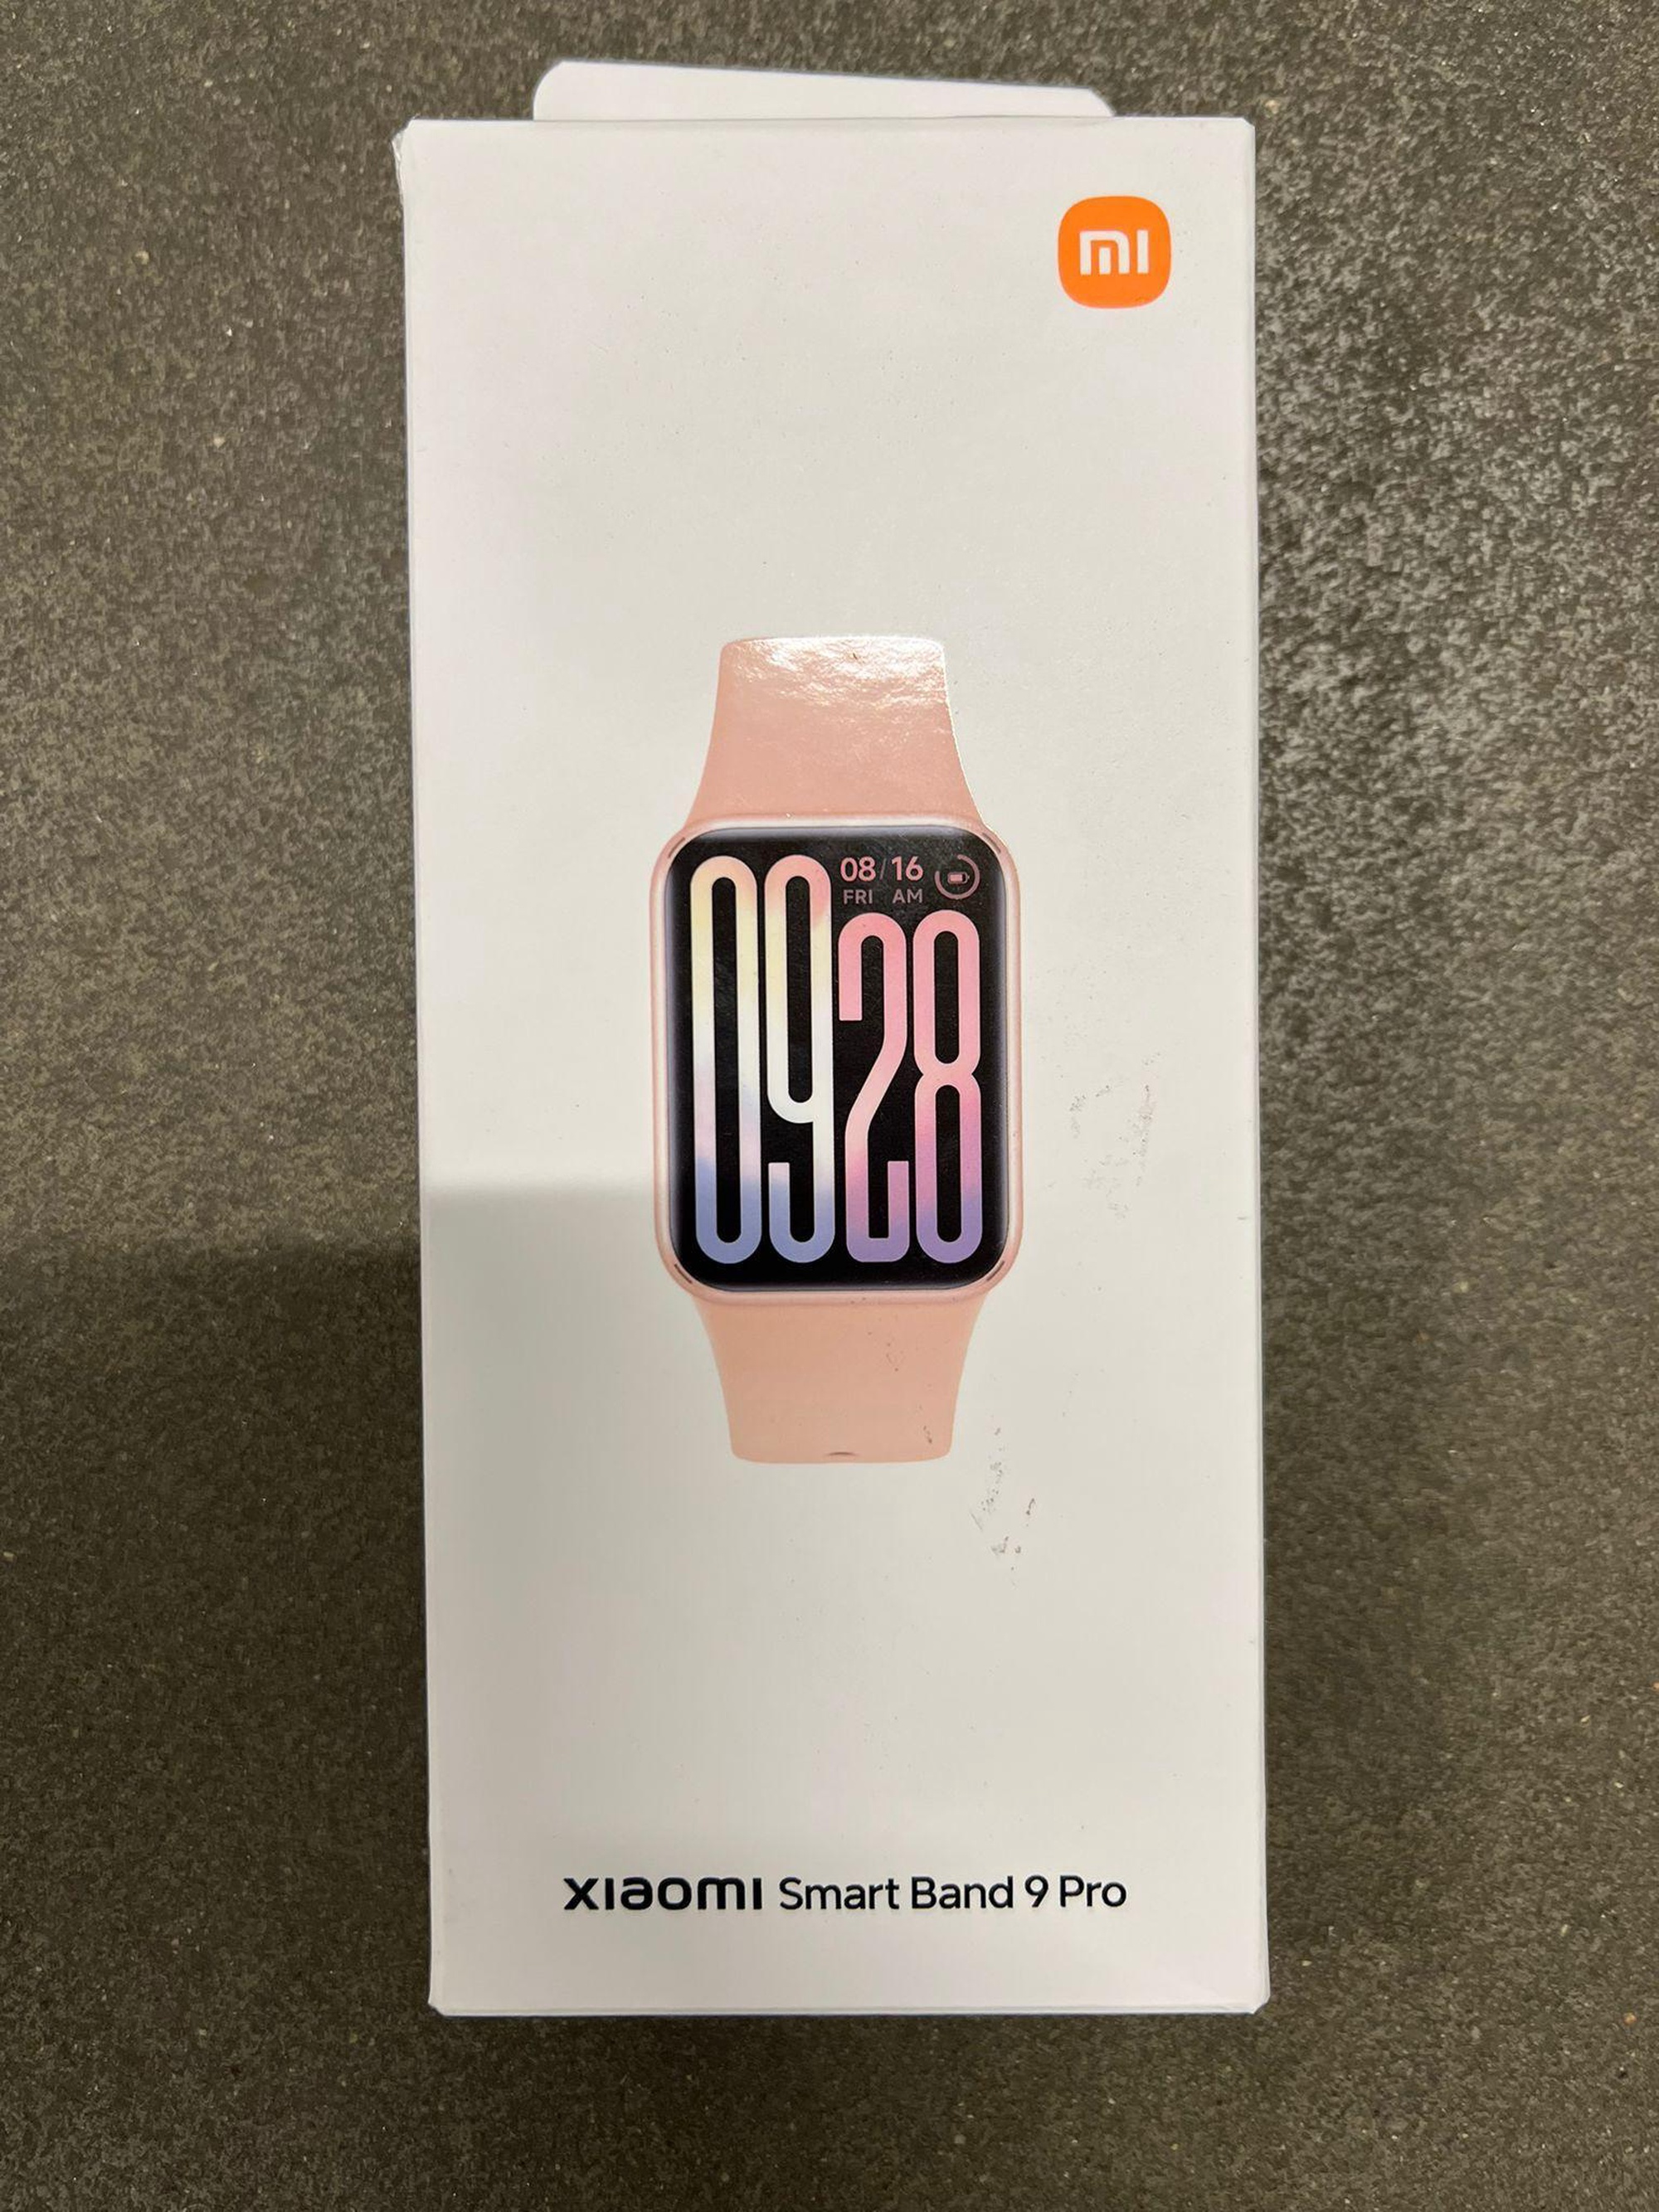 mi
08/16
FRI AM
0928
xiaomi Smart Band 9 Pro